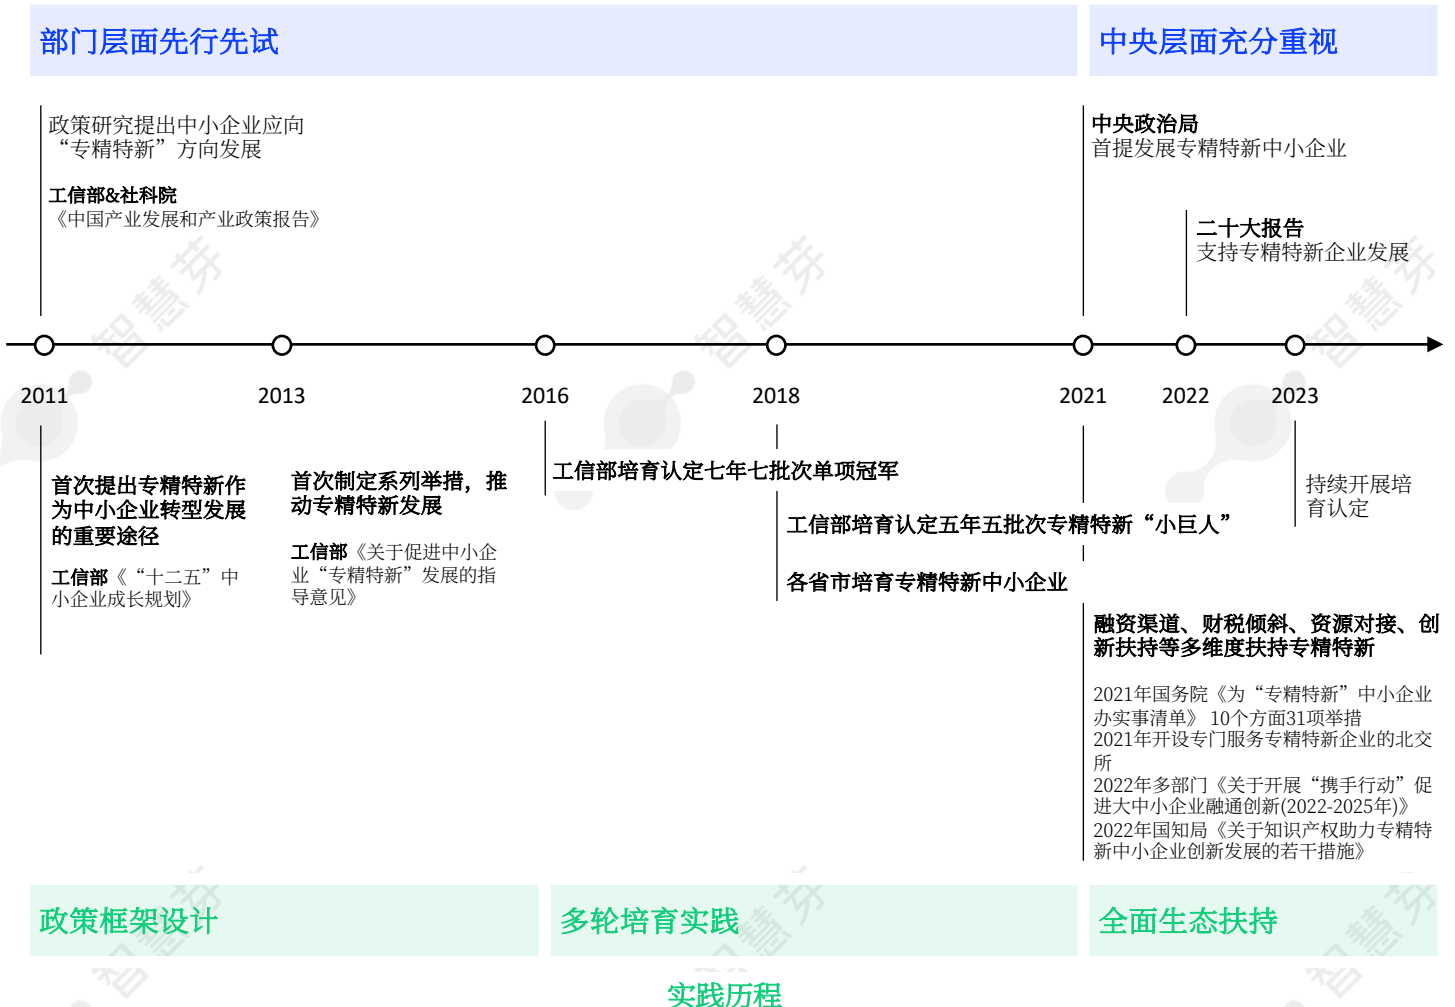 部门层面先行先试
中央层面充分重视
政策研究提出中小企业应向
“专精特新”方向发展
工信部&社科院
《中国产业发展和产业政策报告》
中央政治局
首提发展专精特新中小企业
二十大报告
支持专精特新企业发展
2011
2013
2016
2018
2021
2022
2023
首次提出专精特新作
为中小企业转型发展
的重要途径
工信部《“十二五”中
小企业成长规划》
首次制定系列举措，推
动专精特新发展
工信部《关于促进中小企
业“专精特新”发展的指
导意见》
工信部培育认定七年七批次单项冠军
工信部培育认定五年五批次专精特新“小巨人”
各省市培育专精特新中小企业
持续开展培
育认定
融资渠道、财税倾斜、资源对接、创
新扶持等多维度扶持专精特新
2021年国务院《为“专精特新”中小企业
办实事清单》 10个方面31项举措
2021年开设专门服务专精特新企业的北交
所
2022年多部门《关于开展“携手行动”促
进大中小企业融通创新(2022-2025年)》
2022年国知局《关于知识产权助力专精特
新中小企业创新发展的若干措施》
政策框架设计
多轮培育实践
全面生态扶持
实践历程
智慧芽
智慧芽
智慧芽
智慧芽
智慧芽
智慧芽